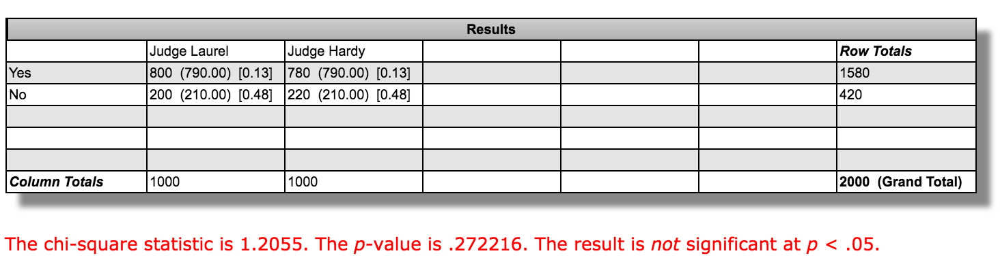 Results
Judge Laurel Judge Hardy Row Totals
Yes 800 (790.00) [0.13] 780 (790.00) [0.13] 1580
No 200 (210.00) [0.48] 220 (210.00) [0.48] 420
Column Totals 1000 1000 2000 (Grand Total)
The chi-square statistic is 1.2055. The p-value is .272216. The result is not significant at p < .05.